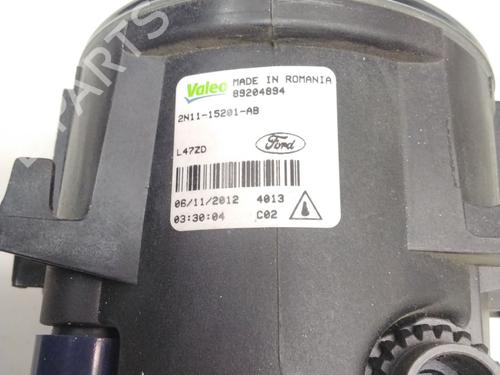 Valeo MADE IN ROMANIA
89204894
2N11-15201-AB
L47ZD Ford
06/11/2012 4013
03:30:04 C02